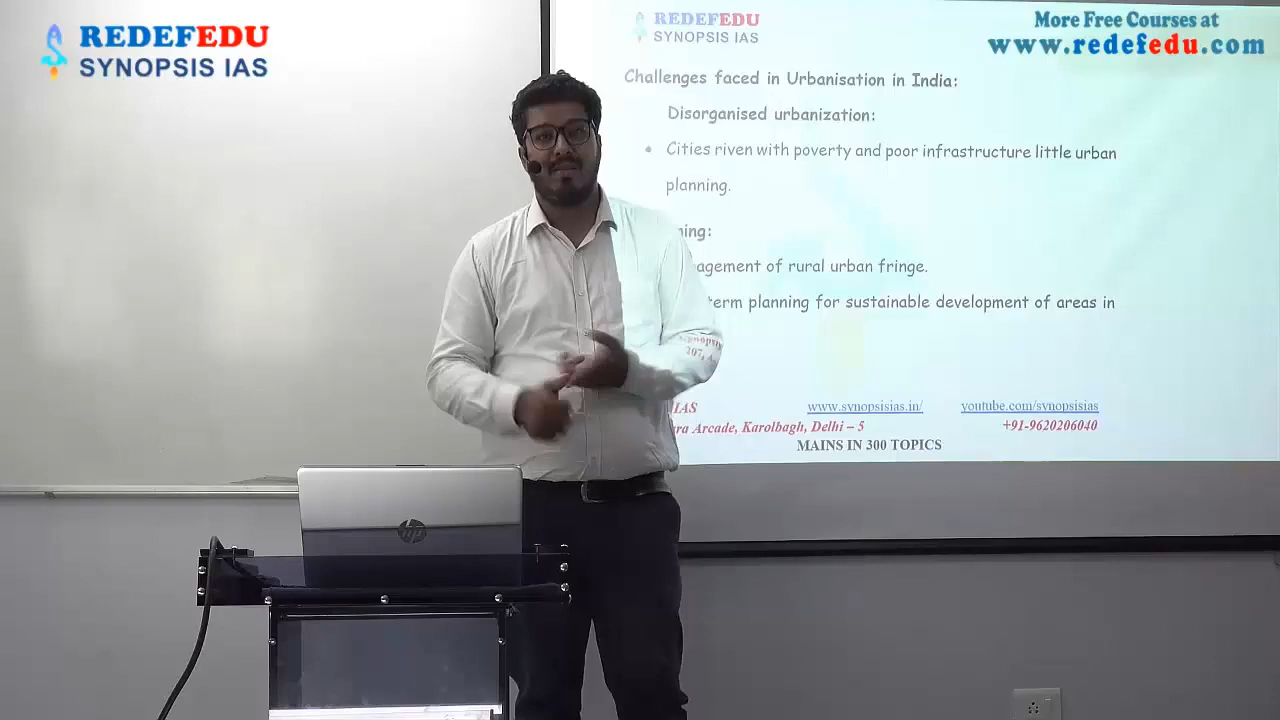 REDEFEDU
SYNOPSIS IAS
REDEFEDU
SYNOPSIS IAS
More Free Courses at
www.redefedu.com
Challenges faced in Urbanisation in India:
Disorganised urbanization:
• Cities riven with poverty and poor infrastructure little urban
planning.
ning:
agement of rural urban fringe.
term planning for sustainable development of areas in
207,
IAS www.synopsisias.in/ youtube.com/synopsisias
ra Arcade, Karolbagh, Delhi – 5 +91-9620206040
MAINS IN 300 TOPICS
hp